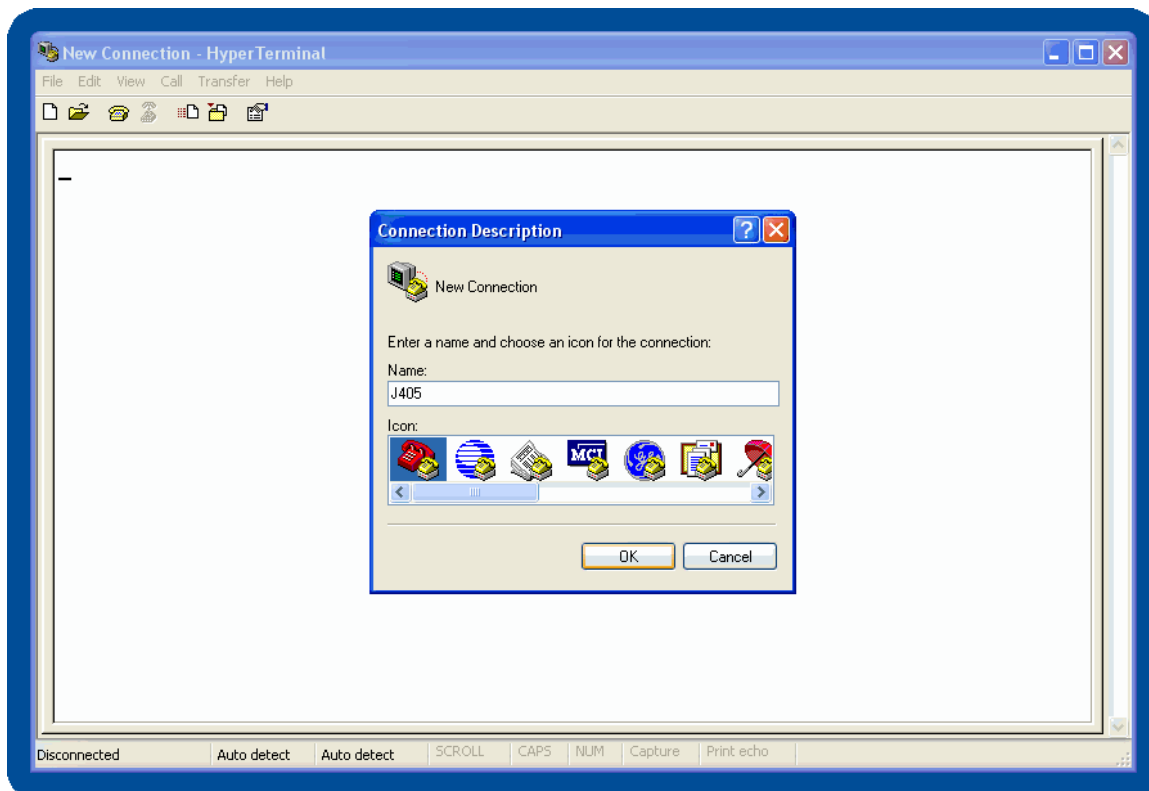 New Connection - HyperTerminal
File Edit View Call Transfer Help
Connection Description
New Connection
Enter a name and choose an icon for the connection:
Name:
J405
Icon:
MCI
OK Cancel
Disconnected Auto detect Auto detect SCROLL CAPS NUM Capture Print echo